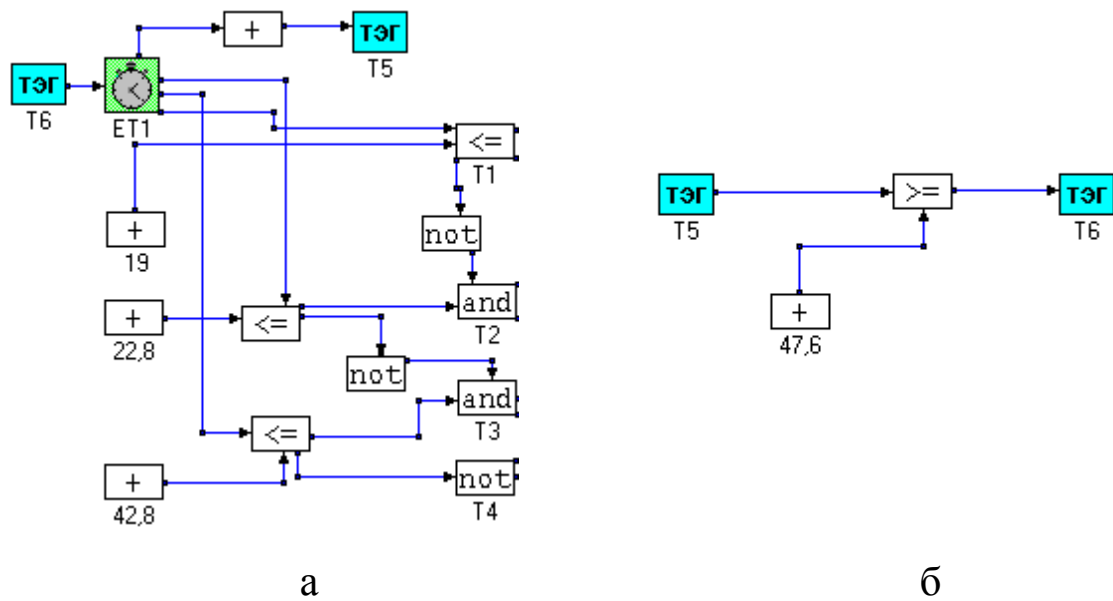 +
ТЭГ
T5
ТЭГ
T6
ET1
<=
T1
+
19
not
and
T2
+
22,8
<=
not
and
T3
<=
+
42,8
not
T4
а
ТЭГ
T5
>=
ТЭГ
T6
+
47,6
б